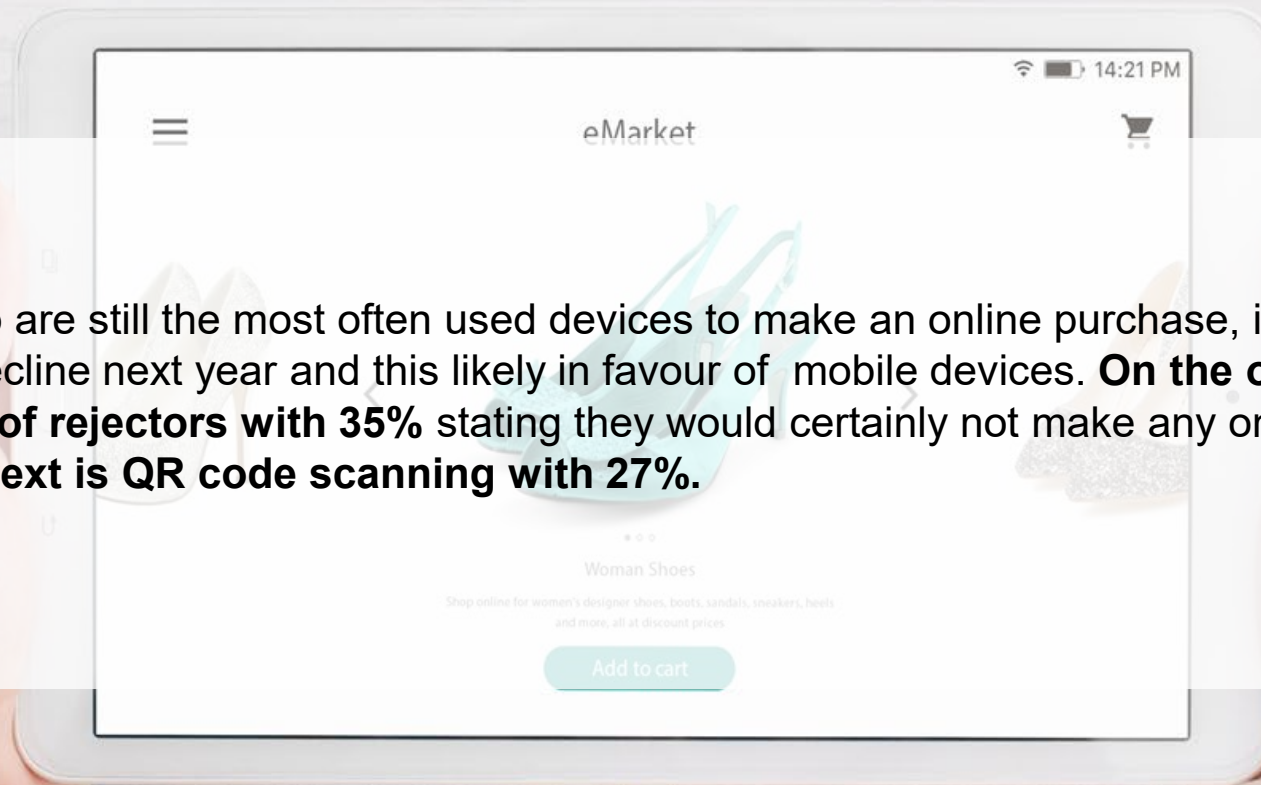 14:21 PM
eMarket
are still the most often used devices to make an online purchase, i
cline next year and this likely in favour of mobile devices. On the o
of rejectors with 35% stating they would certainly not make any o
ext is QR code scanning with 27%.
Woman Shoes
Shop online for women's designer shoes, boots, sandals, sneakers, heels
and more, all at discount prices
Add to cart